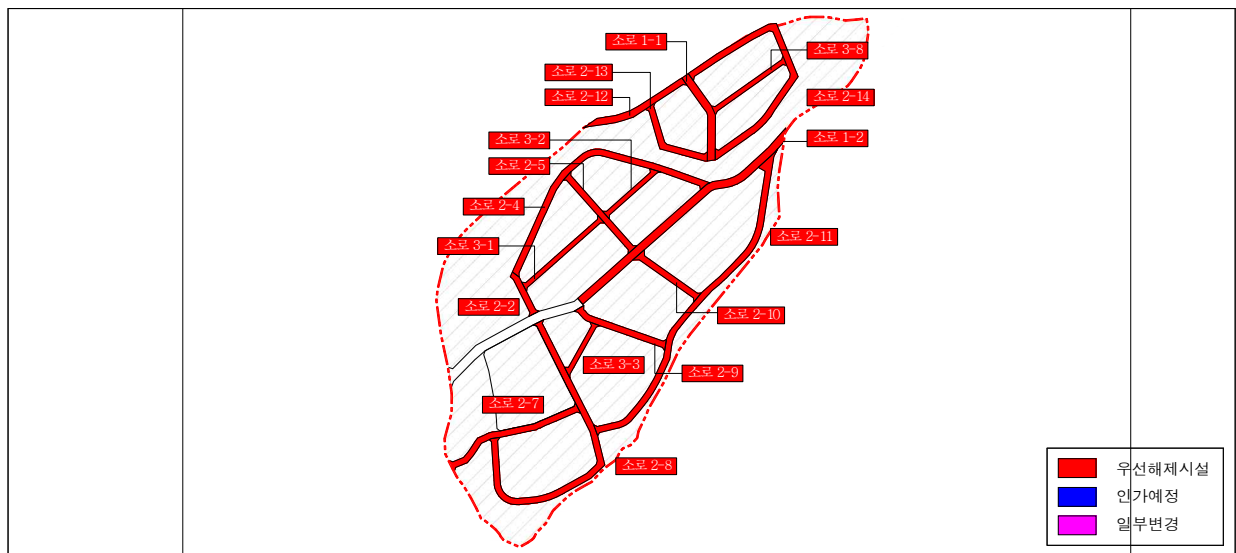 소로 1-1
소로 3-8
소로 2-13
소로 2-12
소로 2-14
소로 1-2
소로 3-2
소로 2-5
소로 2-4
소로 2-11
소로 3-1
소로 2-2
소로 2-10
소로 3-3
소로 2-9
소로 2-7
소로 2-8
우선해제시설
인가예정
일부변경